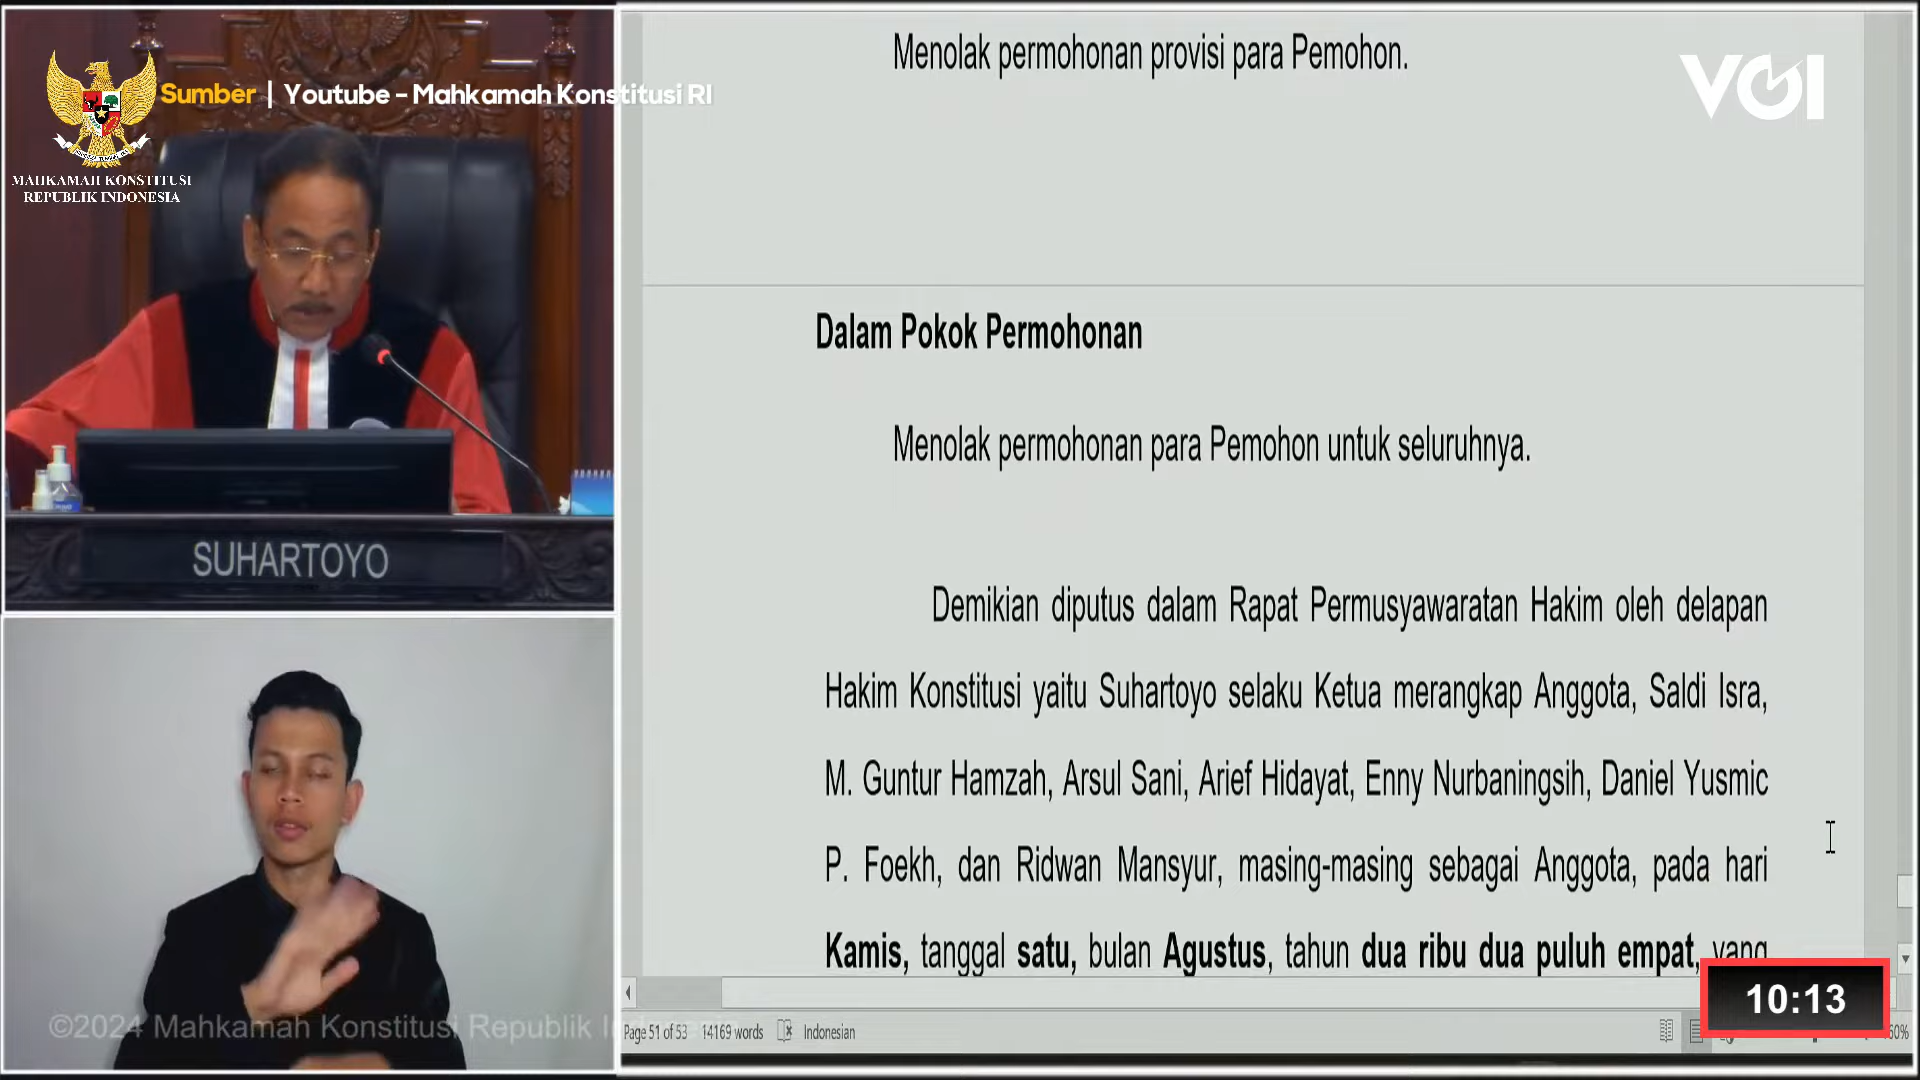 Sumber | Youtube - Mahkamah Konstitusi RI
MAHKAMAH KONSTITUSI
REPUBLIK INDONESIA
SUHARTOYO
VOI
Menolak permohonan provisi para Pemohon.
Dalam Pokok Permohonan
Menolak permohonan para Pemohon untuk seluruhnya.
Demikian diputus dalam Rapat Permusyawaratan Hakim oleh delapan
Hakim Konstitusi yaitu Suhartoyo selaku Ketua merangkap Anggota, Saldi Isra,
M. Guntur Hamzah, Arsul Sani, Arief Hidayat, Enny Nurbaningsih, Daniel Yusmic
P. Foekh, dan Ridwan Mansyur, masing-masing sebagai Anggota, pada hari
Kamis, tanggal satu, bulan Agustus, tahun dua ribu dua puluh empat, yang
10:13
Page 51 of 53 14169 words Indonesian
©2024 Mahkamah Konstitusi Republik